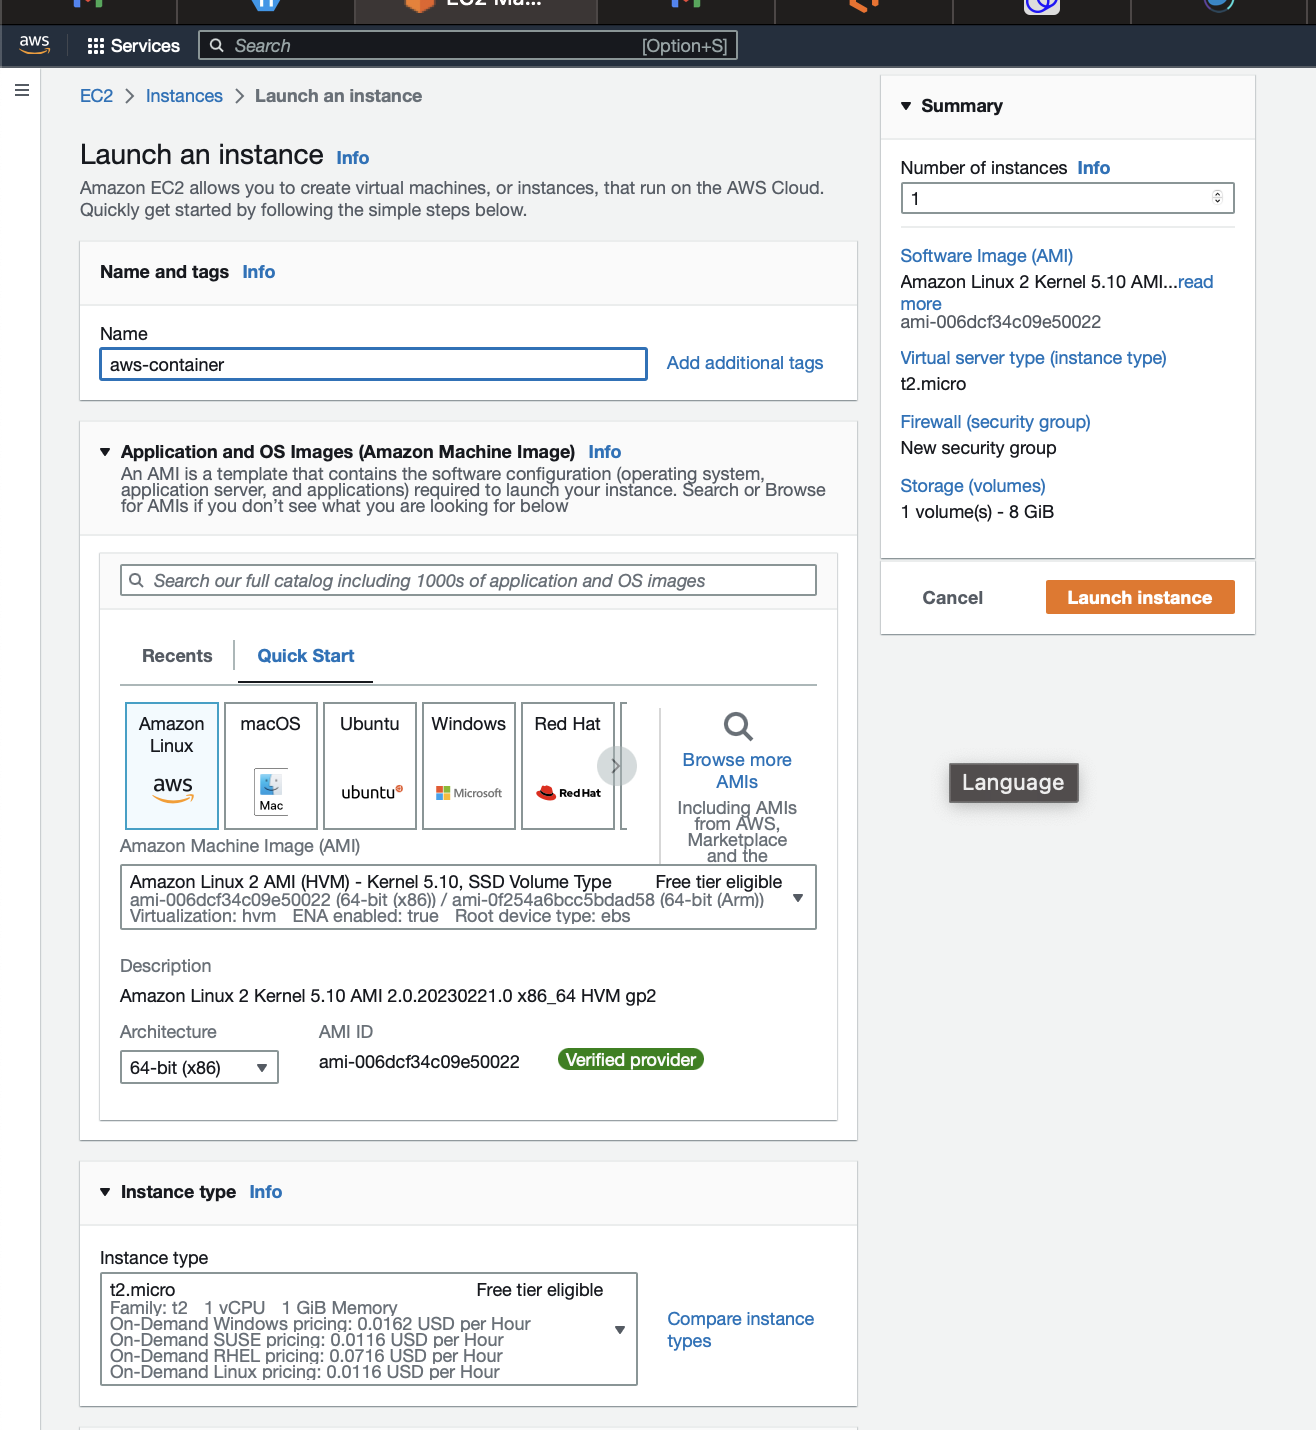 EC2 Ma...
aws
Services
Search [Option+S]
EC2 > Instances > Launch an instance
Launch an instance Info
Amazon EC2 allows you to create virtual machines, or instances, that run on the AWS Cloud.
Quickly get started by following the simple steps below.
Name and tags Info
Name
aws-container
Add additional tags
Application and OS Images (Amazon Machine Image) Info
An AMI is a template that contains the software configuration (operating system,
application server, and applications) required to launch your instance. Search or Browse
for AMIs if you don't see what you are looking for below
Search our full catalog including 1000s of application and OS images
Recents
Quick Start
Amazon
Linux
aws
macOS
Mac
Ubuntu
ubuntu
Windows
Microsoft
Red Hat
Red Hat
Browse more
AMIs
Including AMIs
from AWS,
Marketplace
and the
Amazon Machine Image (AMI)
Amazon Linux 2 AMI (HVM) - Kernel 5.10, SSD Volume Type Free tier eligible
ami-006dcf34c09e50022 (64-bit (x86)) / ami-0f254a6bcc5bdad58 (64-bit (Arm))
Virtualization: hvm ENA enabled: true Root device type: ebs
Description
Amazon Linux 2 Kernel 5.10 AMI 2.0.20230221.0 x86_64 HVM gp2
Architecture
64-bit (x86)
AMI ID
ami-006dcf34c09e50022
Verified provider
Instance type Info
Instance type
t2.micro Free tier eligible
Family: t2 1 vCPU 1 GiB Memory
On-Demand Windows pricing: 0.0162 USD per Hour
On-Demand SUSE pricing: 0.0116 USD per Hour
On-Demand RHEL pricing: 0.0716 USD per Hour
On-Demand Linux pricing: 0.0116 USD per Hour
Compare instance
types
Summary
Number of instances Info
1
Software Image (AMI)
Amazon Linux 2 Kernel 5.10 AMI...read
more
ami-006dcf34c09e50022
Virtual server type (instance type)
t2.micro
Firewall (security group)
New security group
Storage (volumes)
1 volume(s) - 8 GiB
Cancel
Launch instance
Language